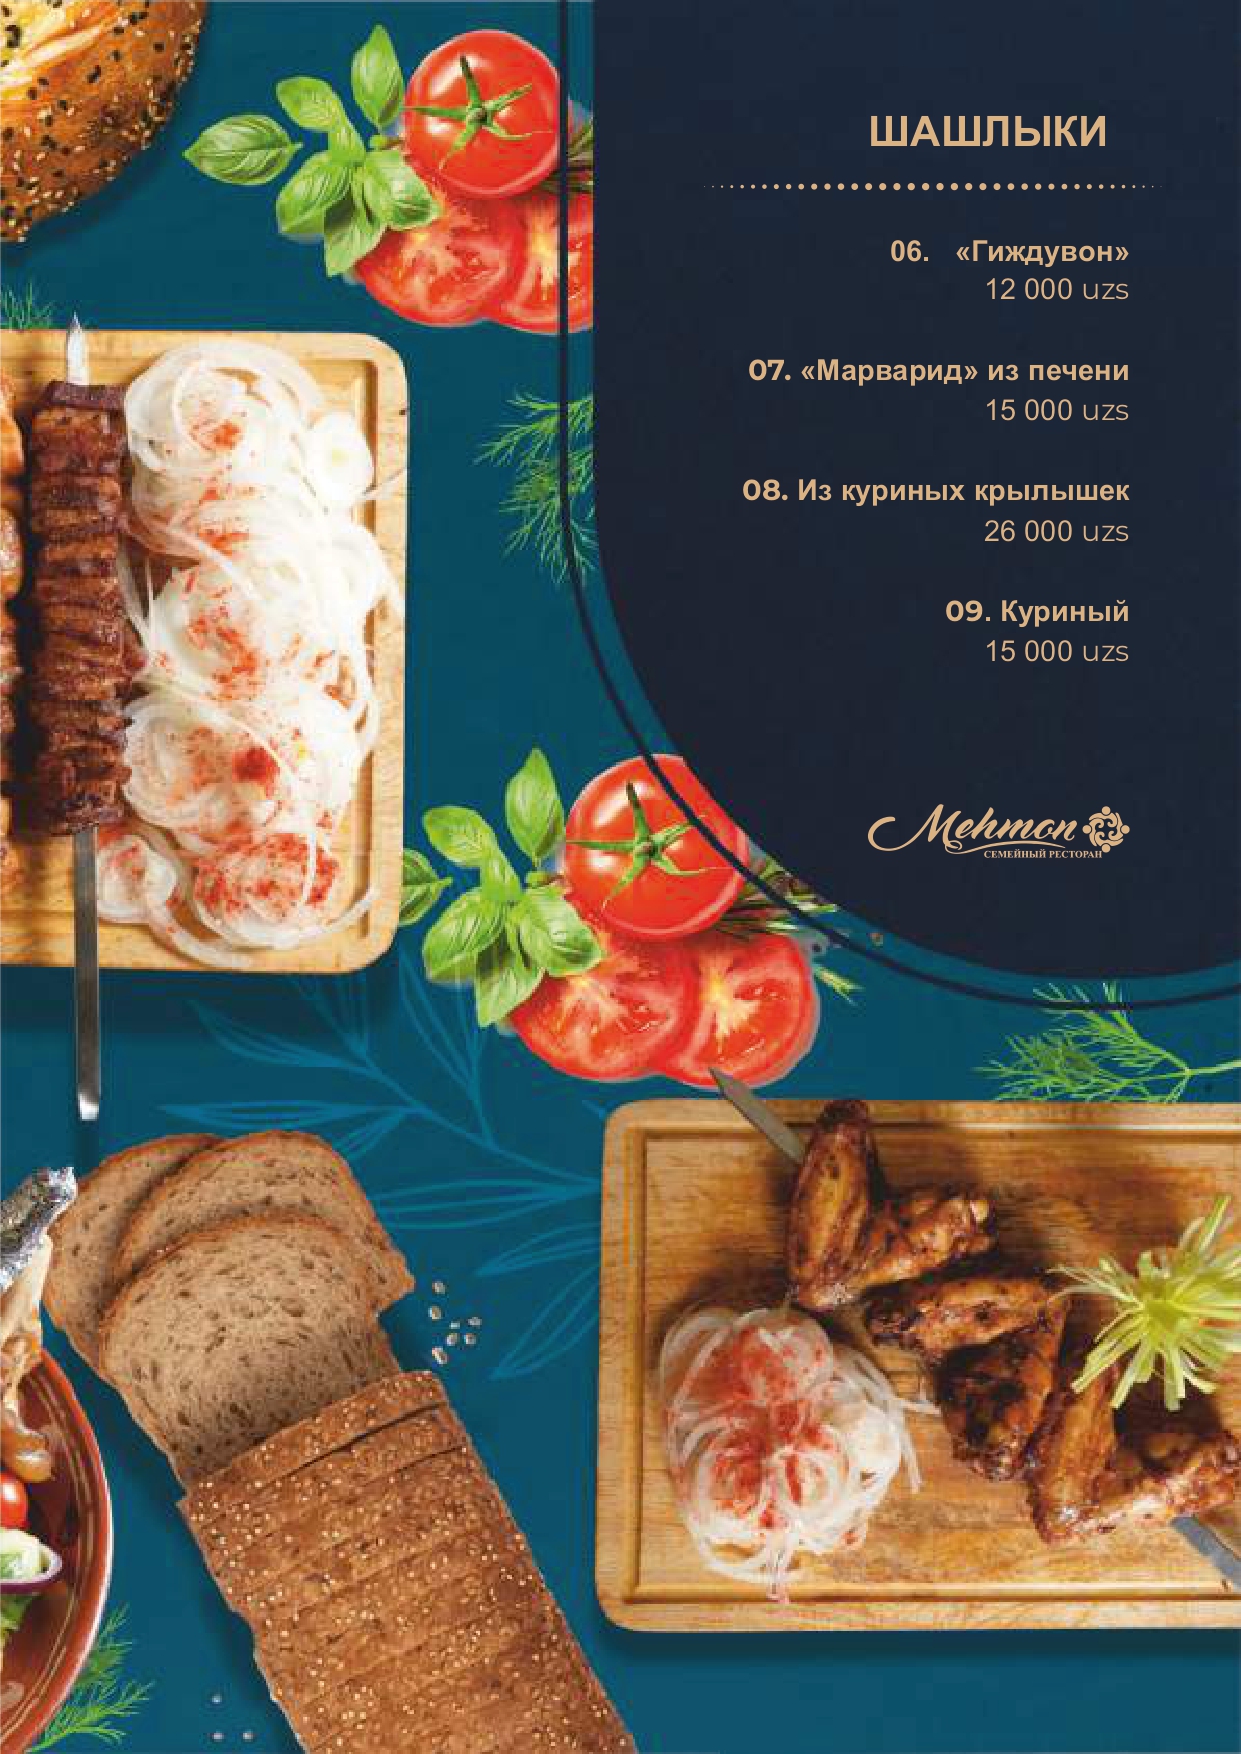 ШАШЛЫКИ
06. «Гиждувон»
12 000 uzs
07. «Марварид» из печени
15 000 uzs
08. Из куриных крылышек
26 000 uzs
09. Куриный
15 000 uzs
Mehmon
СЕМЕЙНЫЙ РЕСТОРАН